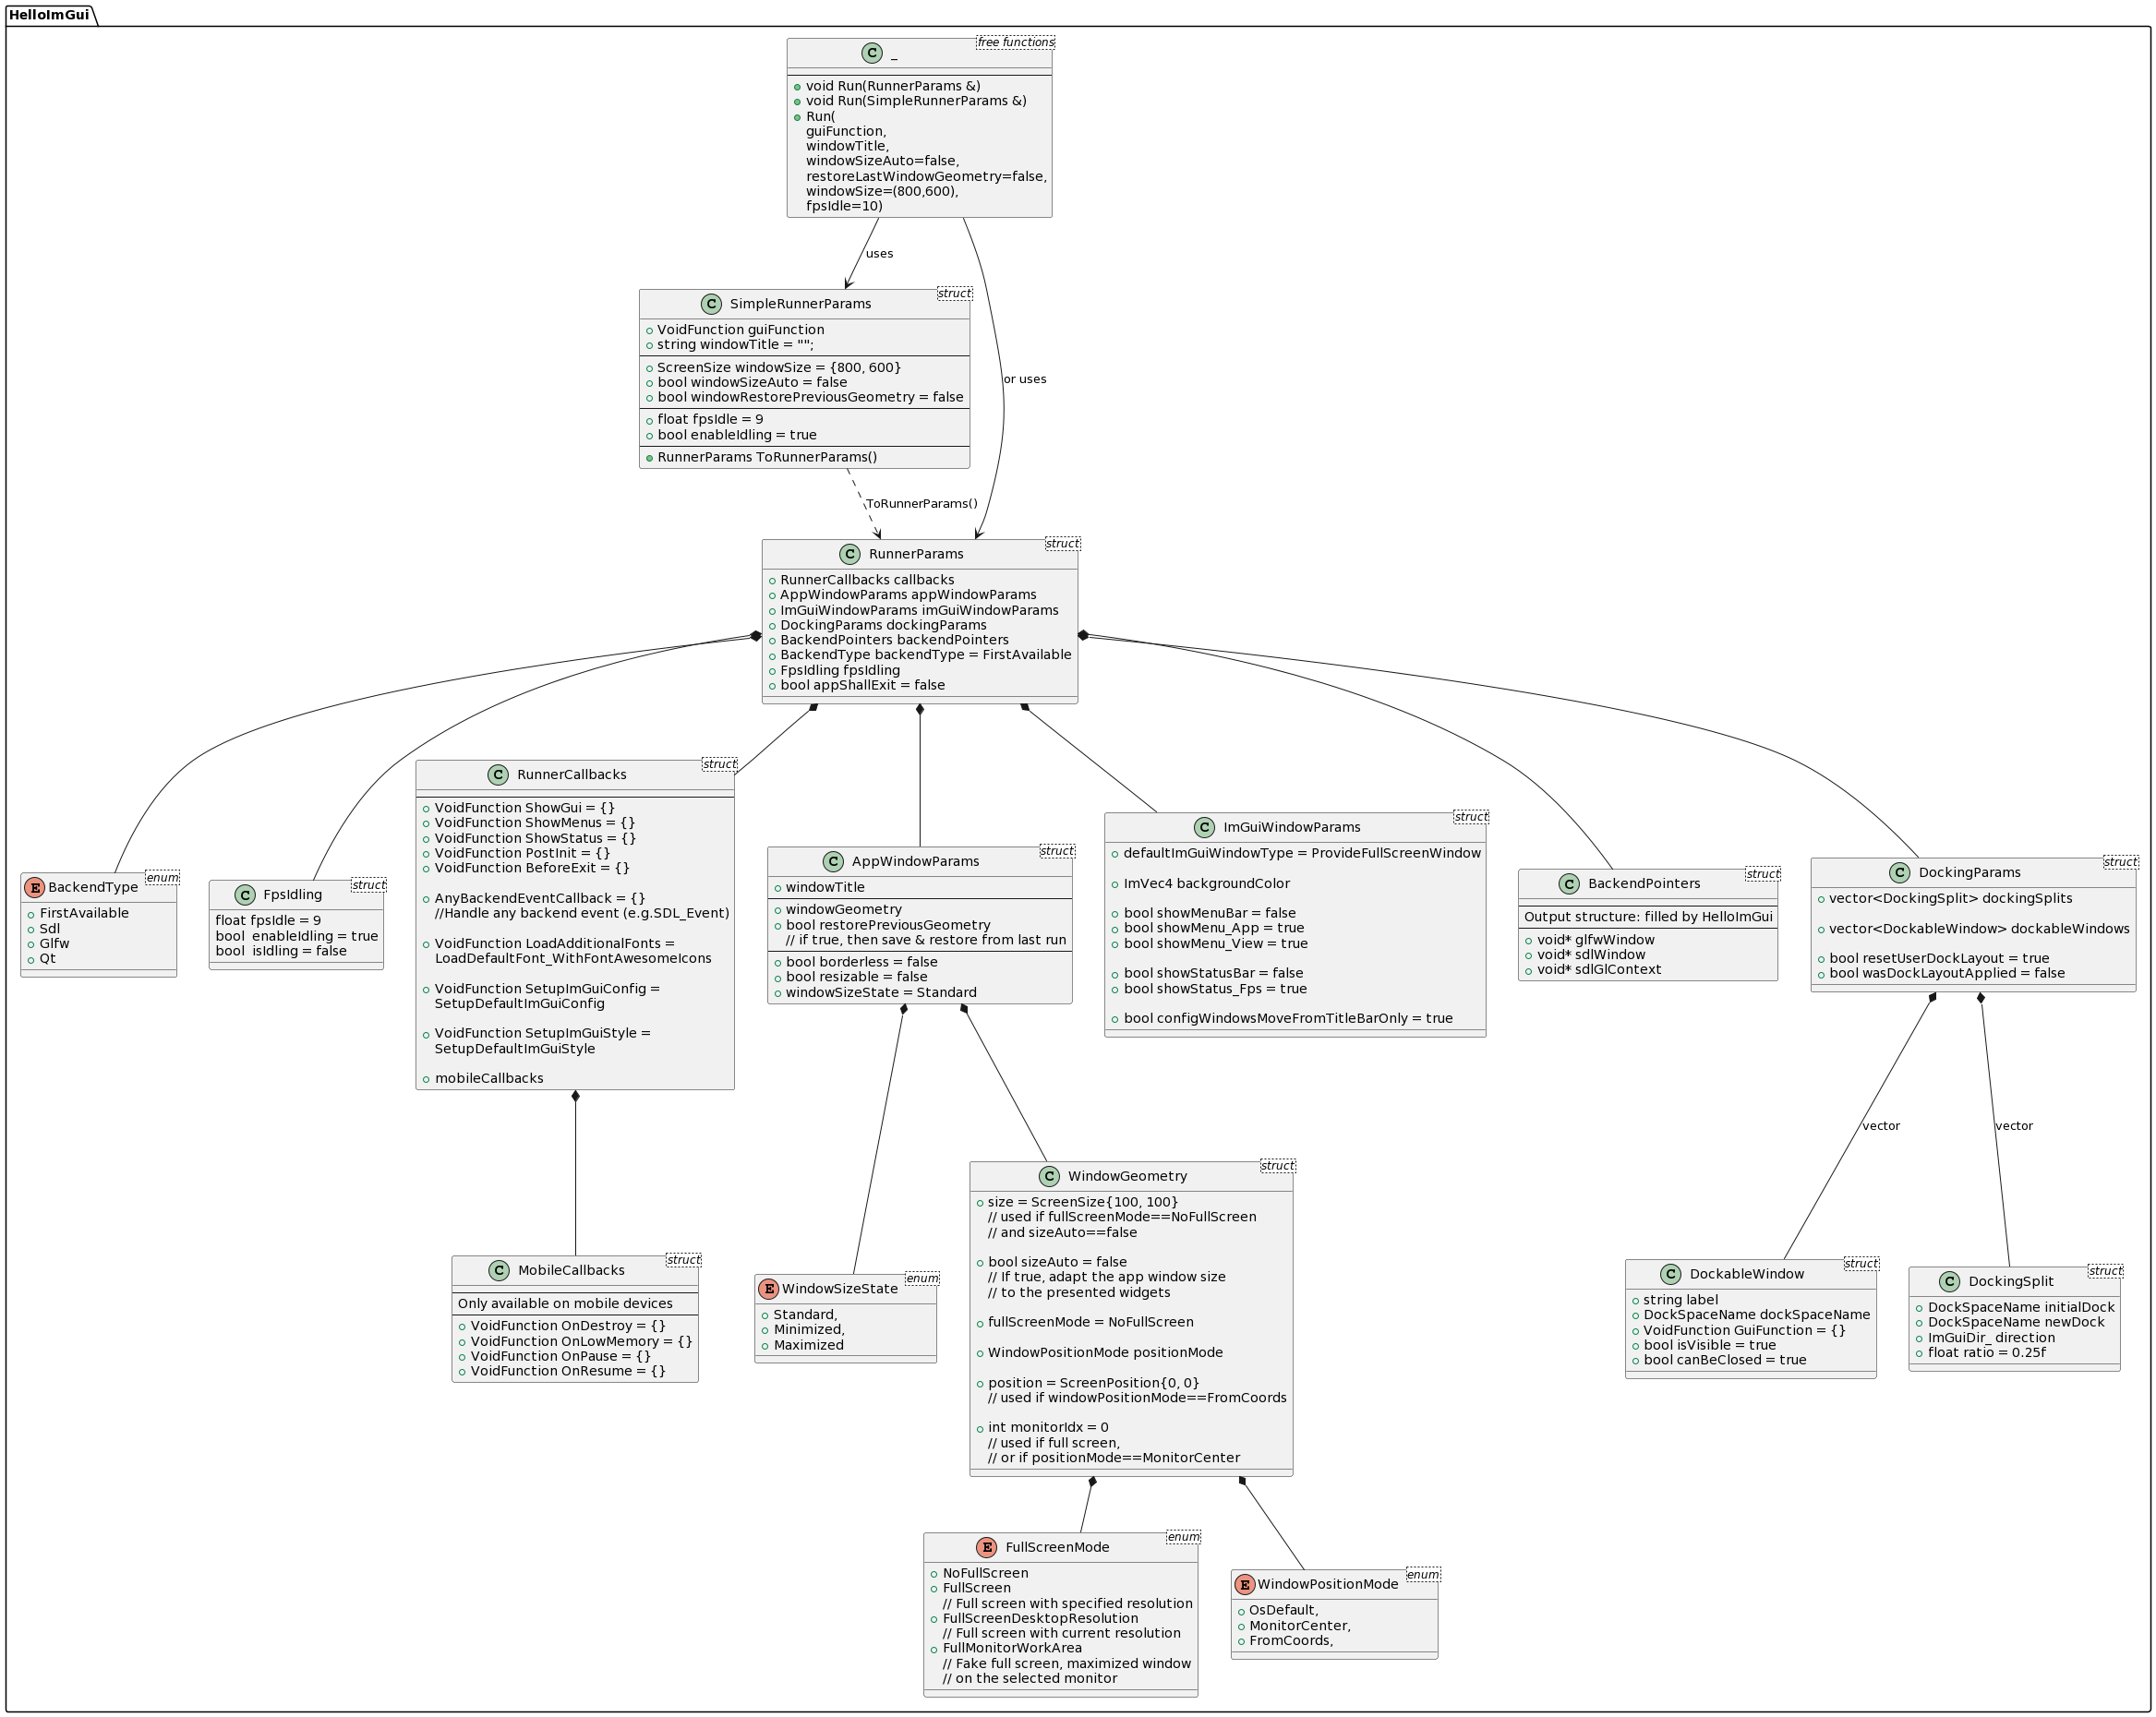 HelloImGui
free functions
C _
void Run(RunnerParams &)
void Run(SimpleRunnerParams &)
Run(
guiFunction,
windowTitle,
windowSizeAuto=false,
restoreLastWindowGeometry=false,
windowSize=(800,600),
fpsIdle=10)
uses
or uses
struct
C SimpleRunnerParams
VoidFunction guiFunction
string windowTitle = "";
ScreenSize windowSize = {800, 600}
bool windowSizeAuto = false
bool windowRestorePreviousGeometry = false
float fpsIdle = 9
bool enableIdling = true
RunnerParams ToRunnerParams()
ToRunnerParams()
struct
C RunnerParams
RunnerCallbacks callbacks
AppWindowParams appWindowParams
ImGuiWindowParams imGuiWindowParams
DockingParams dockingParams
BackendPointers backendPointers
BackendType backendType = FirstAvailable
FpsIdling fpsIdling
bool appShallExit = false
enum
E BackendType
FirstAvailable
Sdl
Glfw
Qt
struct
C FpsIdling
float fpsIdle = 9
bool  enableIdling = true
bool  isIdling = false
struct
C RunnerCallbacks
VoidFunction ShowGui = {}
VoidFunction ShowMenus = {}
VoidFunction ShowStatus = {}
VoidFunction PostInit = {}
VoidFunction BeforeExit = {}
AnyBackendEventCallback = {}
//Handle any backend event (e.g.SDL_Event)
VoidFunction LoadAdditionalFonts =
LoadDefaultFont_WithFontAwesomeIcons
VoidFunction SetupImGuiConfig =
SetupDefaultImGuiConfig
VoidFunction SetupImGuiStyle =
SetupDefaultImGuiStyle
mobileCallbacks
struct
C AppWindowParams
windowTitle
windowGeometry
bool restorePreviousGeometry
// if true, then save & restore from last run
bool borderless = false
bool resizable = false
windowSizeState = Standard
struct
C ImGuiWindowParams
defaultImGuiWindowType = ProvideFullScreenWindow
ImVec4 backgroundColor
bool showMenuBar = false
bool showMenu_App = true
bool showMenu_View = true
bool showStatusBar = false
bool showStatus_Fps = true
bool configWindowsMoveFromTitleBarOnly = true
struct
C BackendPointers
Output structure: filled by HelloImGui
void* glfwWindow
void* sdlWindow
void* sdlGlContext
struct
C DockingParams
vector<DockingSplit> dockingSplits
vector<DockableWindow> dockableWindows
bool resetUserDockLayout = true
bool wasDockLayoutApplied = false
vector
vector
struct
C MobileCallbacks
Only available on mobile devices
VoidFunction OnDestroy = {}
VoidFunction OnLowMemory = {}
VoidFunction OnPause = {}
VoidFunction OnResume = {}
enum
E WindowSizeState
Standard,
Minimized,
Maximized
struct
C WindowGeometry
size = ScreenSize{100, 100}
// used if fullScreenMode==NoFullScreen
// and sizeAuto==false
bool sizeAuto = false
// If true, adapt the app window size
// to the presented widgets
fullScreenMode = NoFullScreen
WindowPositionMode positionMode
position = ScreenPosition{0, 0}
// used if windowPositionMode==FromCoords
int monitorIdx = 0
// used if full screen,
// or if positionMode==MonitorCenter
struct
C DockableWindow
string label
DockSpaceName dockSpaceName
VoidFunction GuiFunction = {}
bool isVisible = true
bool canBeClosed = true
struct
C DockingSplit
DockSpaceName initialDock
DockSpaceName newDock
ImGuiDir_ direction
float ratio = 0.25f
enum
E FullScreenMode
NoFullScreen
FullScreen
// Full screen with specified resolution
FullScreenDesktopResolution
// Full screen with current resolution
FullMonitorWorkArea
// Fake full screen, maximized window
// on the selected monitor
enum
E WindowPositionMode
OsDefault,
MonitorCenter,
FromCoords,